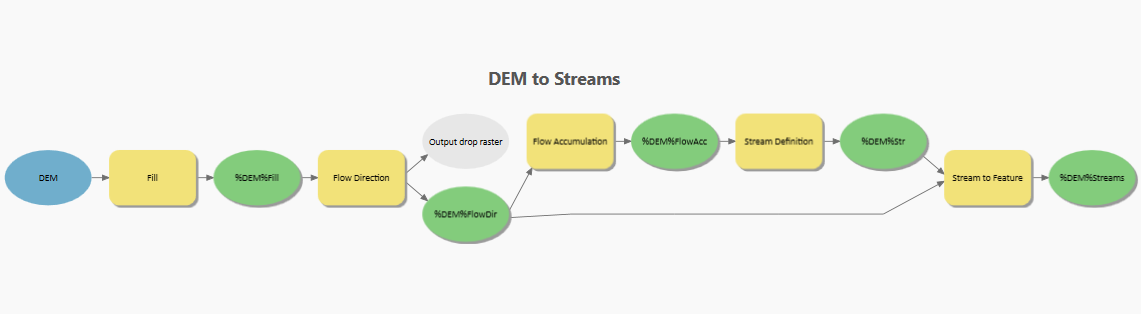 DEM to Streams
DEM
Fill
%DEM%Fill
Flow Direction
Output drop raster
%DEM%FlowDir
Flow Accumulation
%DEM%FlowAcc
Stream Definition
%DEM%Str
Stream to Feature
%DEM%Streams